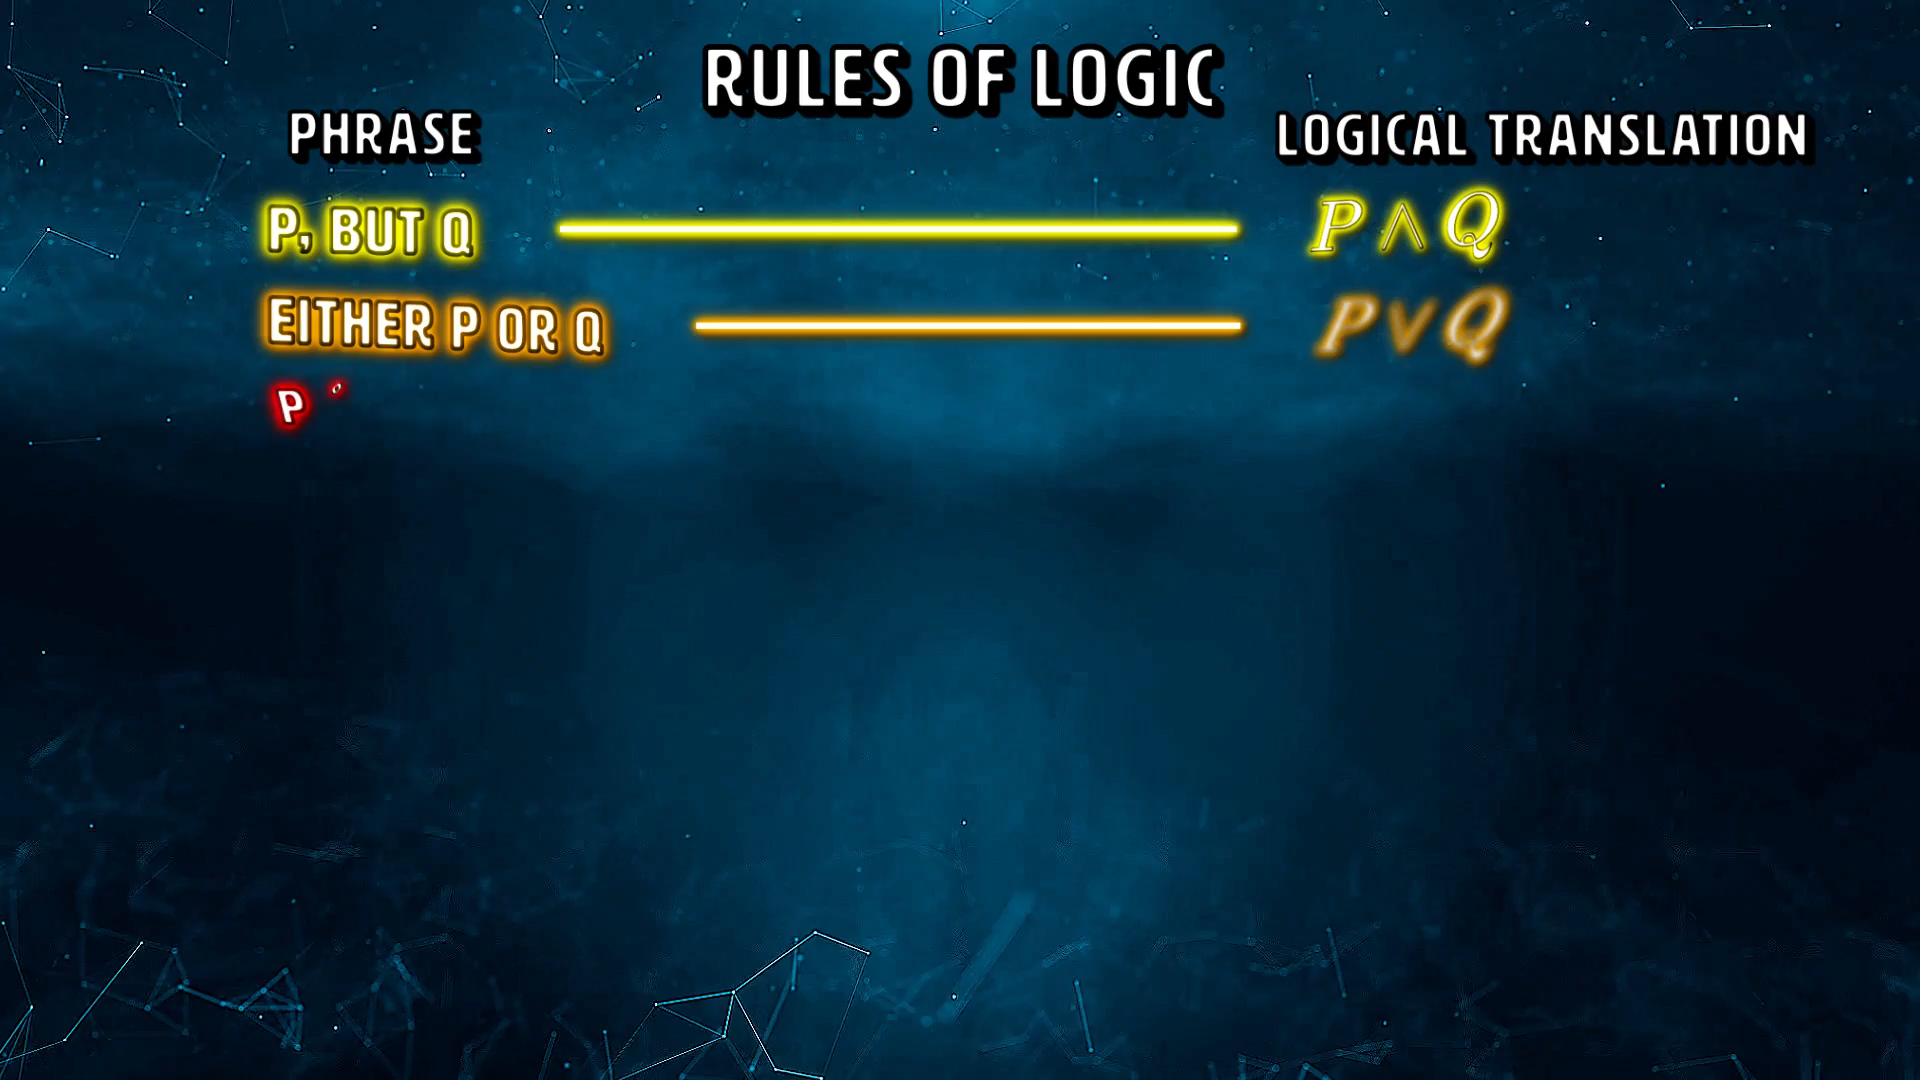 RULES OF LOGIC
PHRASE
LOGICAL TRANSLATION
P, BUT Q
P ∧ Q
EITHER P OR Q
P ∨ Q
P